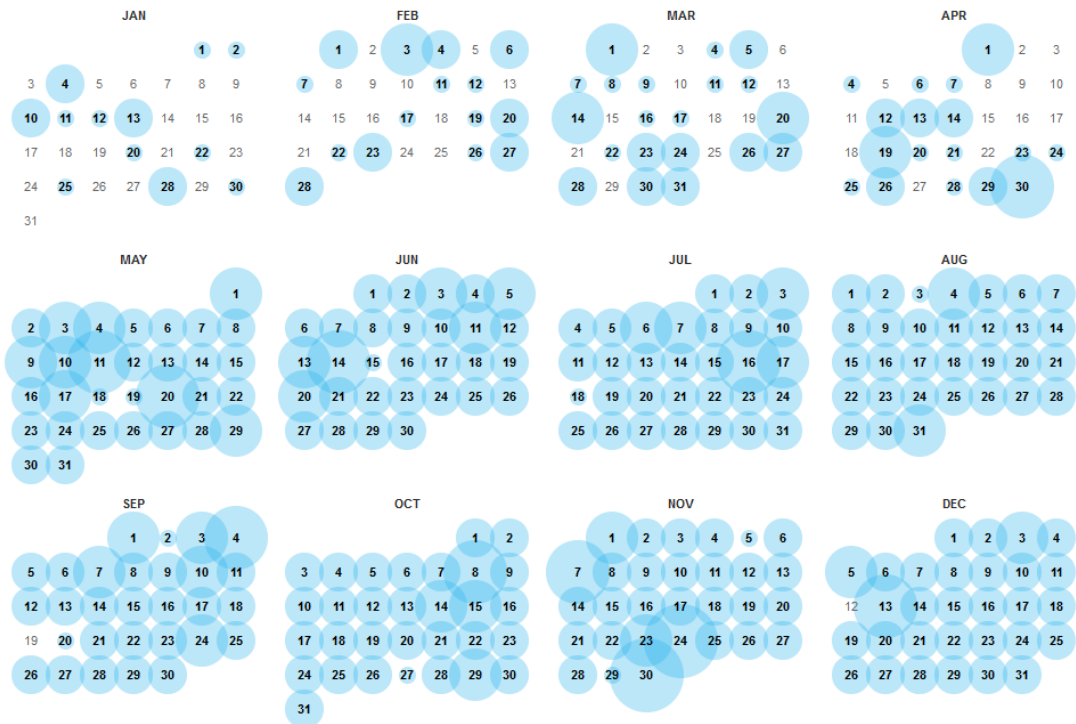 JAN FEB MAR APR
1 2 1 2 3 4 5 6 1 2 3 4 5 6 1 2 3
3 4 5 6 7 8 9 7 8 9 10 11 12 13 7 8 9 10 11 12 13 4 5 6 7 8 9 10
10 11 12 13 14 15 16 14 15 16 17 18 19 20 14 15 16 17 18 19 20 11 12 13 14 15 16 17
17 18 19 20 21 22 23 21 22 23 24 25 26 27 21 22 23 24 25 26 27 18 19 20 21 22 23 24
24 25 26 27 28 29 30 28 28 29 30 31 25 26 27 28 29 30
31
MAY JUN JUL AUG
1 1 2 3 4 5 1 2 3 1 2 3 4 5 6 7
2 3 4 5 6 7 8 6 7 8 9 10 11 12 4 5 6 7 8 9 10 8 9 10 11 12 13 14
9 10 11 12 13 14 15 13 14 15 16 17 18 19 11 12 13 14 15 16 17 15 16 17 18 19 20 21
16 17 18 19 20 21 22 20 21 22 23 24 25 26 18 19 20 21 22 23 24 22 23 24 25 26 27 28
23 24 25 26 27 28 29 27 28 29 30 25 26 27 28 29 30 31 29 30 31
30 31
SEP OCT NOV DEC
1 2 3 4 1 2 1 2 3 4 5 6 1 2 3 4
5 6 7 8 9 10 11 3 4 5 6 7 8 9 7 8 9 10 11 12 13 5 6 7 8 9 10 11
12 13 14 15 16 17 18 10 11 12 13 14 15 16 14 15 16 17 18 19 20 12 13 14 15 16 17 18
19 20 21 22 23 24 25 17 18 19 20 21 22 23 21 22 23 24 25 26 27 19 20 21 22 23 24 25
26 27 28 29 30 24 25 26 27 28 29 30 28 29 30 26 27 28 29 30 31
31